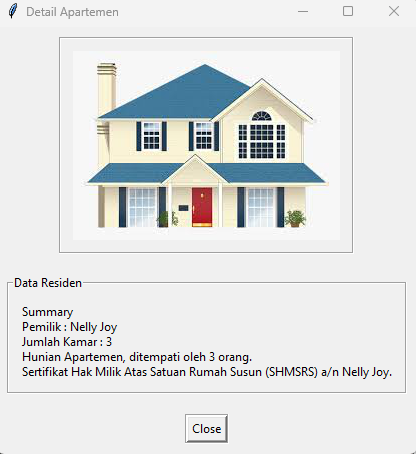 Detail Apartemen
Data Residen
Summary
Pemilik : Nelly Joy
Jumlah Kamar : 3
Hunian Apartemen, ditempati oleh 3 orang.
Sertifikat Hak Milik Atas Satuan Rumah Susun (SHMSRS) a/n Nelly Joy.
Close